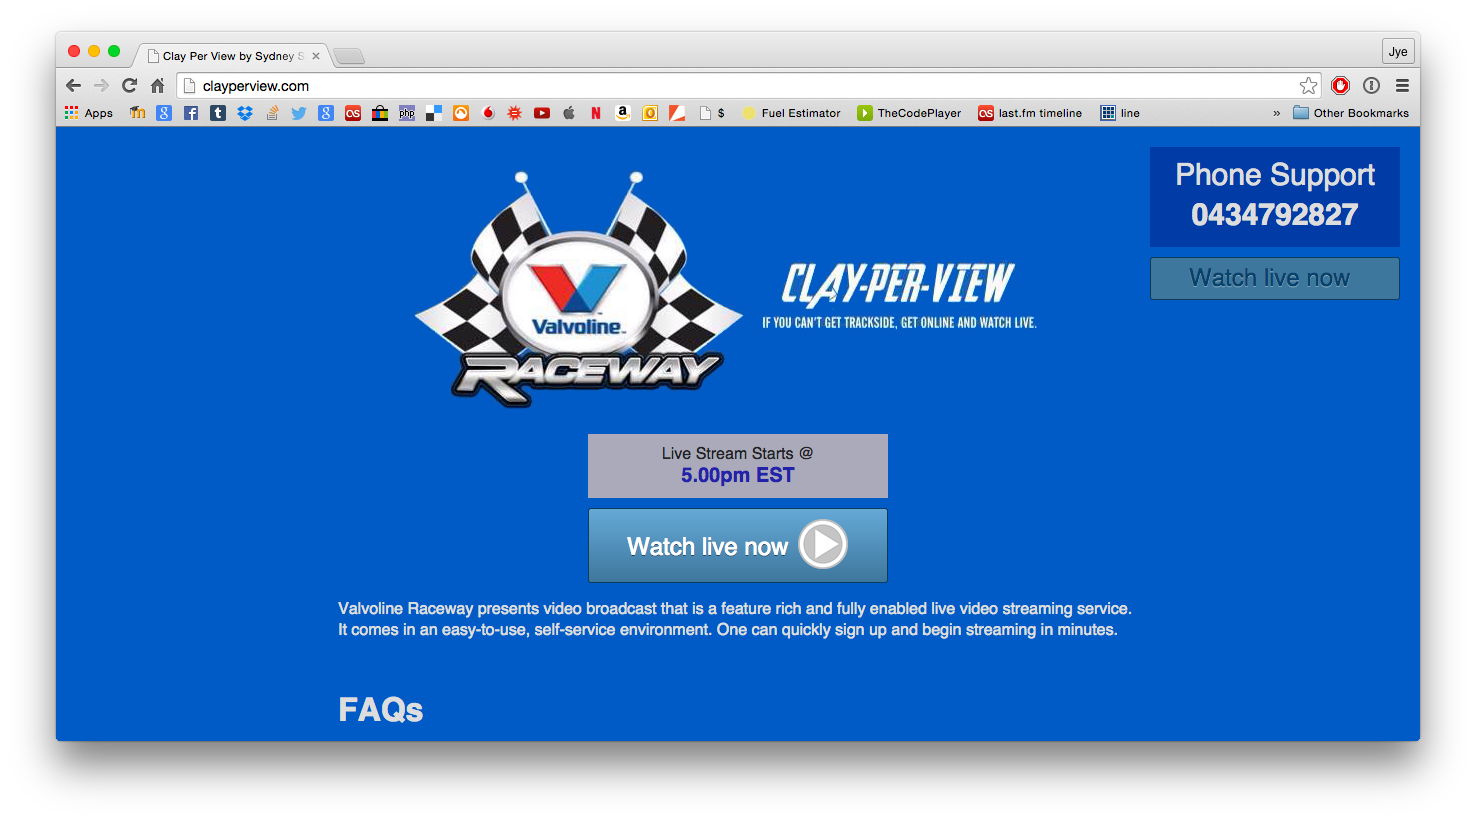 Clay Per View by Sydney S
Jye
clayperview.com
Apps
php
$
Fuel Estimator
TheCodePlayer
last.fm timeline
line
»
Other Bookmarks
Phone Support
0434792827
Watch live now
Valvoline™
RACEWAY
CLAY-PER-VIEW
IF YOU CAN'T GET TRACKSIDE, GET ONLINE AND WATCH LIVE.
Live Stream Starts @
5.00pm EST
Watch live now
Valvoline Raceway presents video broadcast that is a feature rich and fully enabled live video streaming service.
It comes in an easy-to-use, self-service environment. One can quickly sign up and begin streaming in minutes.
FAQs